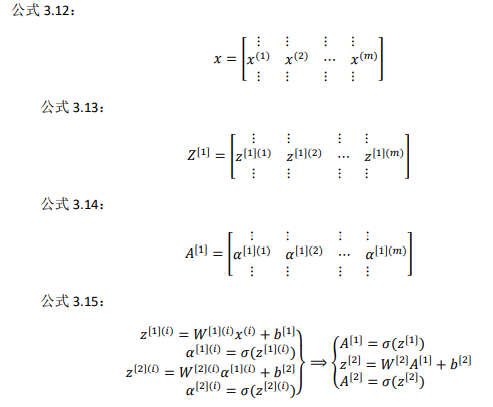 公式 3.12：
x = [ ⋮ ⋮ ⋮ ⋮
x^{(1)} x^{(2)} ⋯ x^{(m)}
⋮ ⋮ ⋮ ⋮ ]
公式 3.13：
Z^{[1]} = [ ⋮ ⋮ ⋮ ⋮
z^{[1](1)} z^{[1](2)} ⋯ z^{[1](m)}
⋮ ⋮ ⋮ ⋮ ]
公式 3.14：
A^{[1]} = [ ⋮ ⋮ ⋮ ⋮
α^{[1](1)} α^{[1](2)} ⋯ α^{[1](m)}
⋮ ⋮ ⋮ ⋮ ]
公式 3.15：
z^{[1](i)} = W^{[1](i)}x^{(i)} + b^{[1]}
α^{[1](i)} = σ(z^{[1](i)})
z^{[2](i)} = W^{[2](i)}α^{[1](i)} + b^{[2]}
α^{[2](i)} = σ(z^{[2](i)})
} ⟹ {
A^{[1]} = σ(z^{[1]})
z^{[2]} = W^{[2]}A^{[1]} + b^{[2]}
A^{[2]} = σ(z^{[2]})